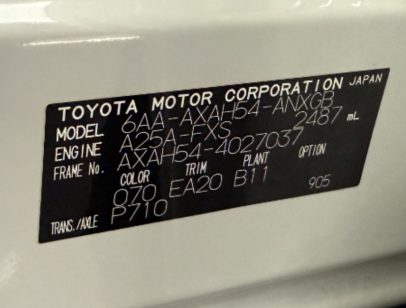 TOYOTA MOTOR CORPORATION JAPAN
MODEL 6AA-AXAH54-ANXGB
ENGINE A25A-FXS 2487 mL
FRAME No. AXAH54-4027037
COLOR TRIM PLANT OPTION
070 EA20 B11 905
TRANS./AXLE P710